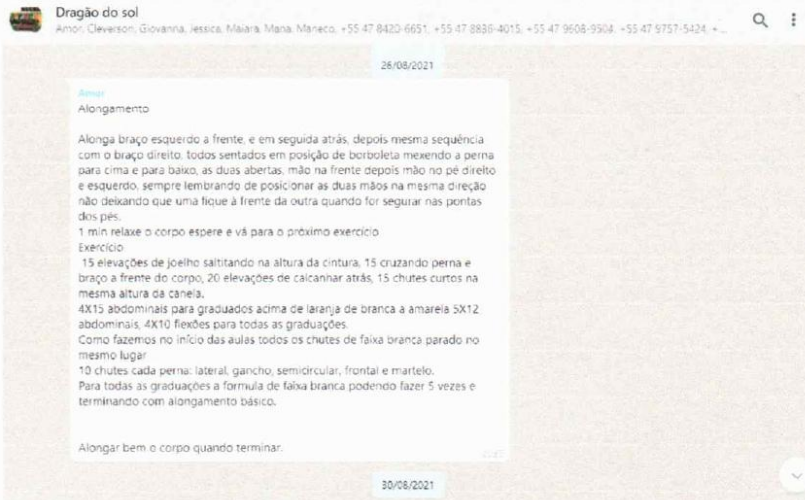 Dragão do sol
Amor, Cleverson, Giovanna, Jessica, Maiara, Mana, Maneco, +55 47 8420-6651, +55 47 8836-4015, +55 47 9608-9504, +55 47 9757-5424, +...
26/08/2021
Amor
Alongamento
Alonga braço esquerdo a frente, e em seguida atrás, depois mesma sequência
com o braço direito, todos sentados em posição de borboleta mexendo a perna
para cima e para baixo, as duas abertas, mão na frente depois mão no pé direito
e esquerdo, sempre lembrando de posicionar as duas mãos na mesma direção
não deixando que uma fique à frente da outra quando for segurar nas pontas
dos pés.
1 min relaxe o corpo espere e vá para o próximo exercício
Exercício
15 elevações de joelho saltitando na altura da cintura, 15 cruzando perna e
braço a frente do corpo, 20 elevações de calcanhar atrás, 15 chutes curtos na
mesma altura da canela.
4X15 abdominais para graduados acima de laranja de branca a amarela 5X12
abdominais, 4X10 flexões para todas as graduações.
Como fazemos no início das aulas todos os chutes de faixa branca parado no
mesmo lugar
10 chutes cada perna: lateral, gancho, semicircular, frontal e martelo.
Para todas as graduações a formula de faixa branca podendo fazer 5 vezes e
terminando com alongamento básico.
Alongar bem o corpo quando terminar.
30/08/2021